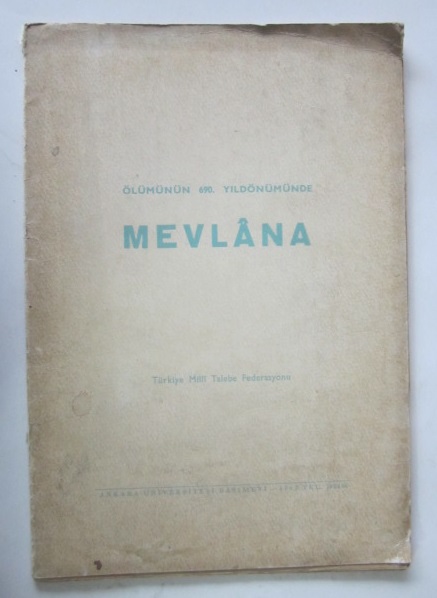 ÖLÜMÜNÜN 690. YILDÖNÜMÜNDE
MEVLÂNA
Türkiye Millî Talebe Federasyonu
ANKARA ÜNİVERSİTESİ BASIMEVİ